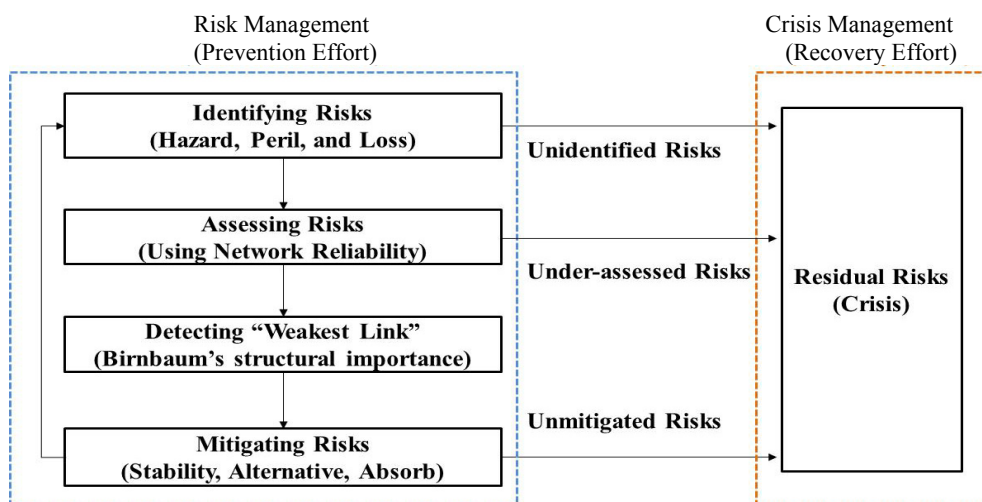 Risk Management
(Prevention Effort)
Crisis Management
(Recovery Effort)
Identifying Risks
(Hazard, Peril, and Loss)
Unidentified Risks
Assessing Risks
(Using Network Reliability)
Under-assessed Risks
Residual Risks
(Crisis)
Detecting “Weakest Link”
(Birnbaum’s structural importance)
Unmitigated Risks
Mitigating Risks
(Stability, Alternative, Absorb)